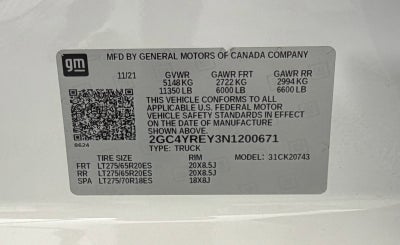 gm
MFD BY GENERAL MOTORS OF CANADA COMPANY
11/21 GVWR GAWR FRT GAWR RR
5148 KG 2722 KG 2994 KG
11350 LB 6000 LB 6600 LB
THIS VEHICLE CONFORMS TO ALL
APPLICABLE U.S. FEDERAL MOTOR
VEHICLE SAFETY STANDARDS IN EFFECT
ON THE DATE OF MANUFACTURE
SHOWN ABOVE.
2GC4YREY3N1200671
8624 TYPE: TRUCK
TIRE SIZE RIM 31CK20743
FRT LT275/65R20ES 20X8.5J
RR LT275/65R20ES 20X8.5J
SPA LT275/70R18ES 18X8J